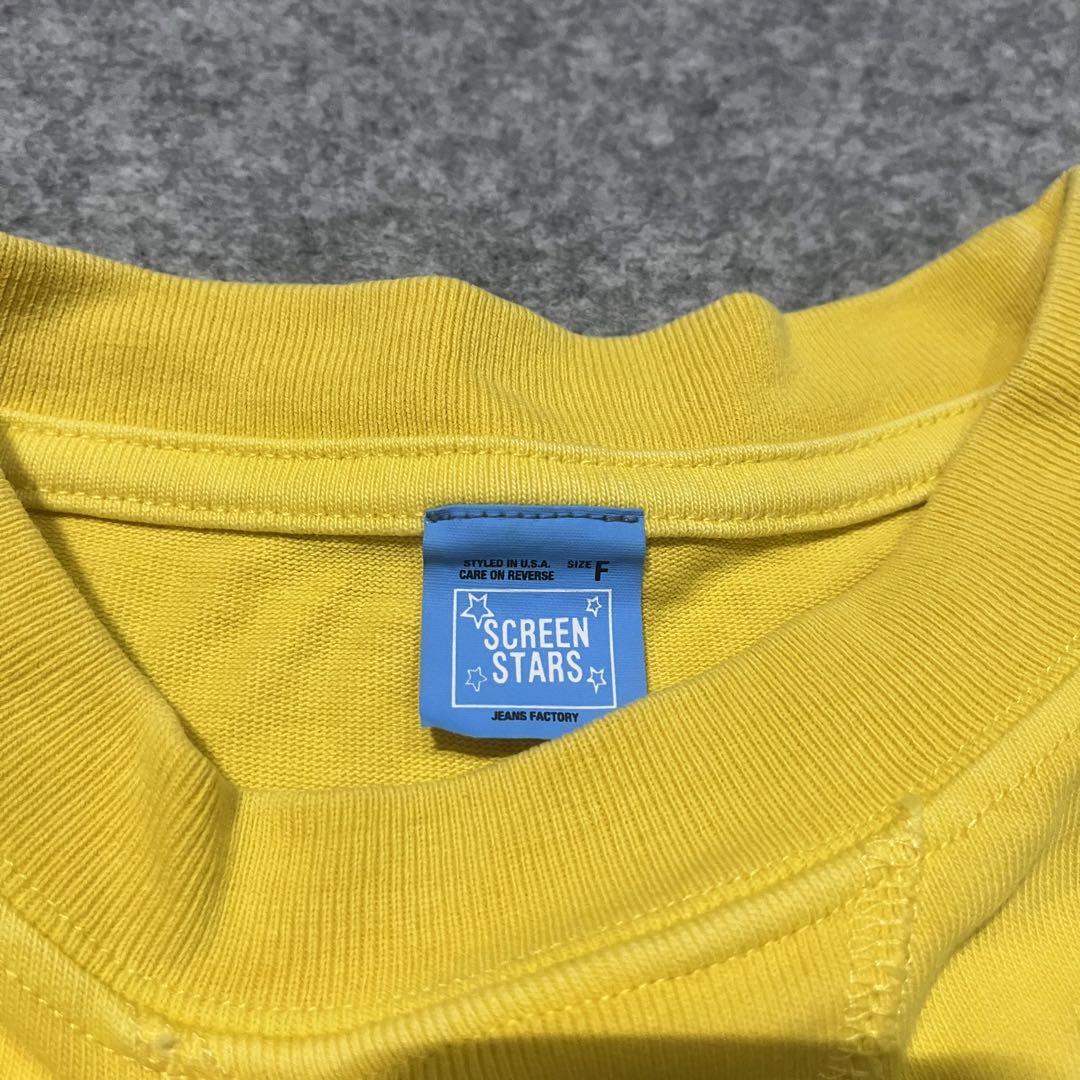 STYLED IN U.S.A. SIZE F
CARE ON REVERSE
SCREEN
STARS
JEANS FACTORY